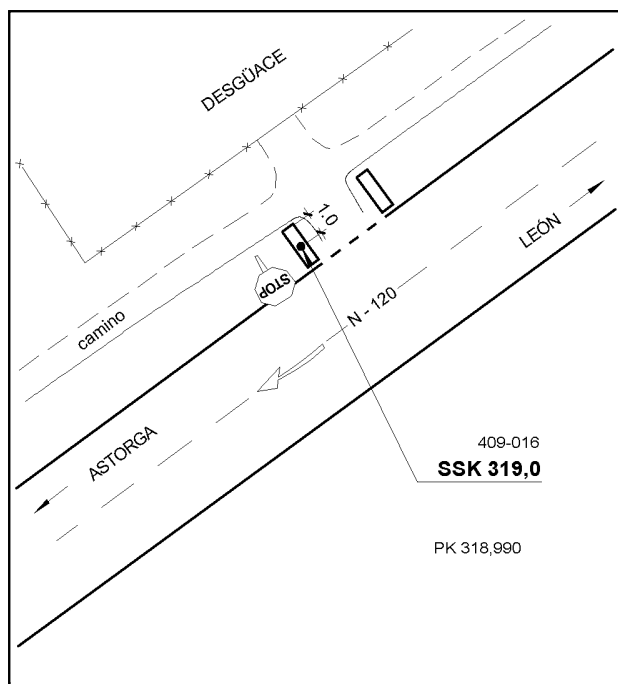 DESGÜACE
1.0
LEÓN
STOP
camino
N - 120
ASTORGA
409-016
SSK 319,0
PK 318,990